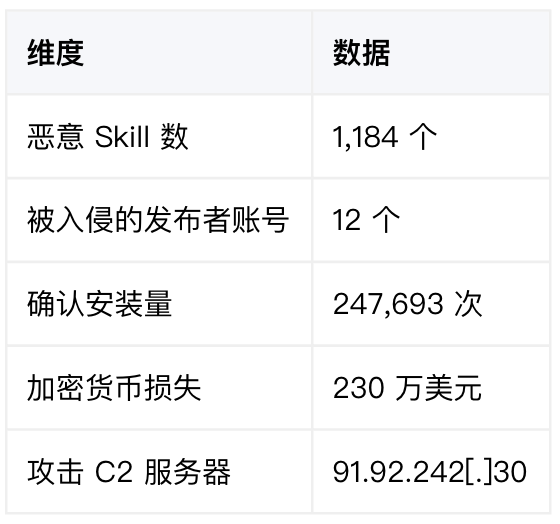 维度 数据
恶意 Skill 数 1,184 个
被入侵的发布者账号 12 个
确认安装量 247,693 次
加密货币损失 230 万美元
攻击 C2 服务器 91.92.242[.]30